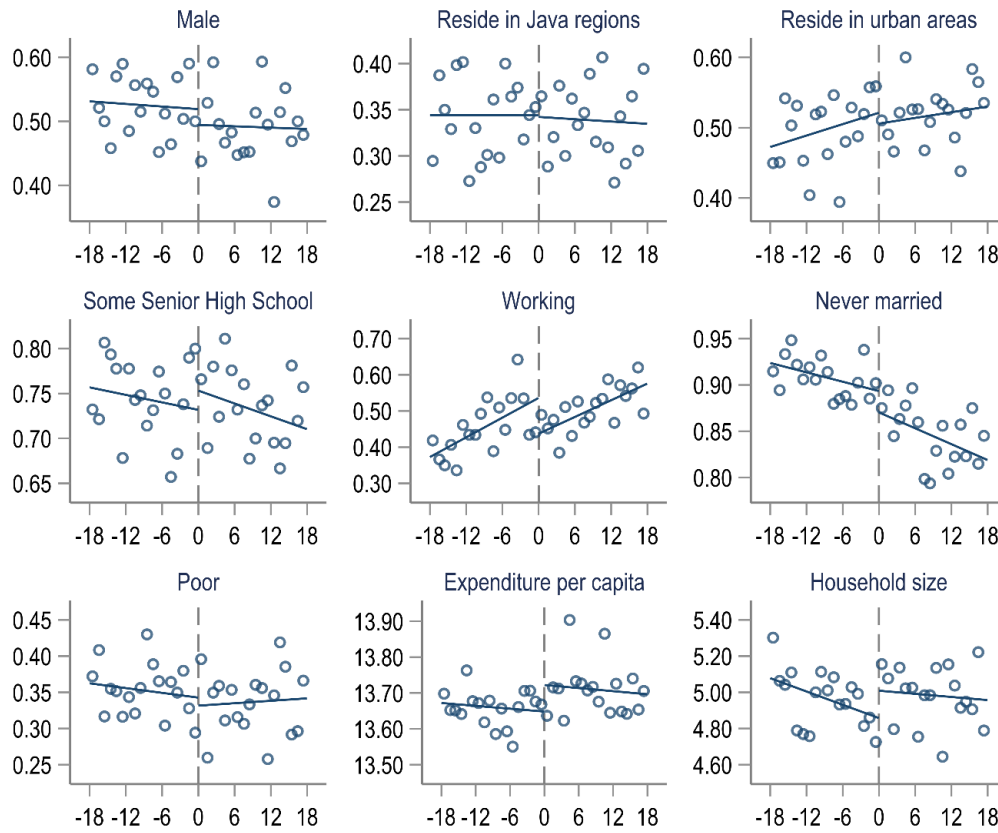 Male
0.60
0.50
0.40
-18 -12 -6 0 6 12 18
Reside in Java regions
0.40
0.35
0.30
0.25
-18 -12 -6 0 6 12 18
Reside in urban areas
0.60
0.50
0.40
-18 -12 -6 0 6 12 18
Some Senior High School
0.80
0.75
0.70
0.65
-18 -12 -6 0 6 12 18
Working
0.70
0.60
0.50
0.40
0.30
-18 -12 -6 0 6 12 18
Never married
0.95
0.90
0.85
0.80
-18 -12 -6 0 6 12 18
Poor
0.45
0.40
0.35
0.30
0.25
-18 -12 -6 0 6 12 18
Expenditure per capita
13.90
13.80
13.70
13.60
13.50
-18 -12 -6 0 6 12 18
Household size
5.40
5.20
5.00
4.80
4.60
-18 -12 -6 0 6 12 18